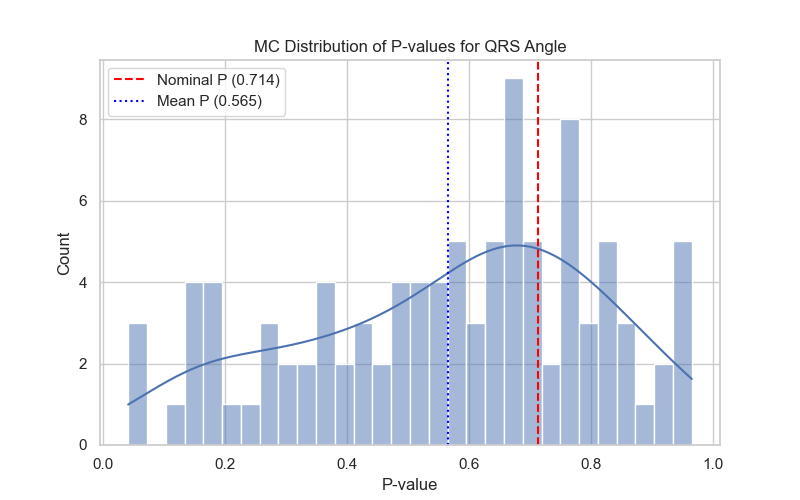 MC Distribution of P-values for QRS Angle
Nominal P (0.714)
Mean P (0.565)
Count
8
6
4
2
0
0.0 0.2 0.4 0.6 0.8 1.0
P-value